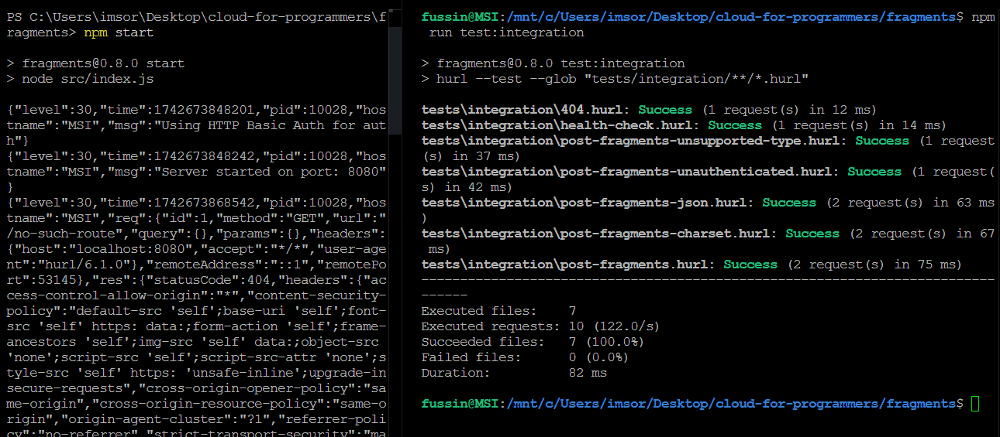 PS C:\Users\imsor\Desktop\cloud-for-programmers\f
ragments> npm start
> fragments@0.8.0 start
> node src/index.js
{"level":30,"time":1742673848201,"pid":10028,"hos
tname":"MSI","msg":"Using HTTP Basic Auth for aut
h"}
{"level":30,"time":1742673848242,"pid":10028,"hos
tname":"MSI","msg":"Server started on port: 8080"
}
{"level":30,"time":1742673868542,"pid":10028,"hos
tname":"MSI","req":{"id":1,"method":"GET","url":"
/no-such-route","query":{},"params":{},"headers":
{"host":"localhost:8080","accept":"*/*","user-age
nt":"hurl/6.1.0"},"remoteAddress":"::1","remotePo
rt":53145},"res":{"statusCode":404,"headers":{"ac
cess-control-allow-origin":"*","content-security-
policy":"default-src 'self';base-uri 'self';font-
src 'self' https: data:;form-action 'self';frame-
ancestors 'self';img-src 'self' data:;object-src
'none';script-src 'self';script-src-attr 'none';s
tyle-src 'self' https: 'unsafe-inline';upgrade-in
secure-requests","cross-origin-opener-policy":"sa
me-origin","cross-origin-resource-policy":"same-o
rigin","origin-agent-cluster":"?1","referrer-poli
cy":"no-referrer","strict-transport-security":"ma
fussin@MSI:/mnt/c/Users/imsor/Desktop/cloud-for-programmers/fragments$ npm
run test:integration
> fragments@0.8.0 test:integration
> hurl --test --glob "tests/integration/**/*.hurl"
tests\integration\404.hurl: Success (1 request(s) in 12 ms)
tests\integration\health-check.hurl: Success (1 request(s) in 14 ms)
tests\integration\post-fragments-unsupported-type.hurl: Success (1 request
(s) in 37 ms)
tests\integration\post-fragments-unauthenticated.hurl: Success (1 request(
s) in 42 ms)
tests\integration\post-fragments-json.hurl: Success (2 request(s) in 63 ms
)
tests\integration\post-fragments-charset.hurl: Success (2 request(s) in 67
ms)
tests\integration\post-fragments.hurl: Success (2 request(s) in 75 ms)
--------------------------------------------------------------------------
------
Executed files:    7
Executed requests: 10 (122.0/s)
Succeeded files:   7 (100.0%)
Failed files:      0 (0.0%)
Duration:          82 ms
fussin@MSI:/mnt/c/Users/imsor/Desktop/cloud-for-programmers/fragments$